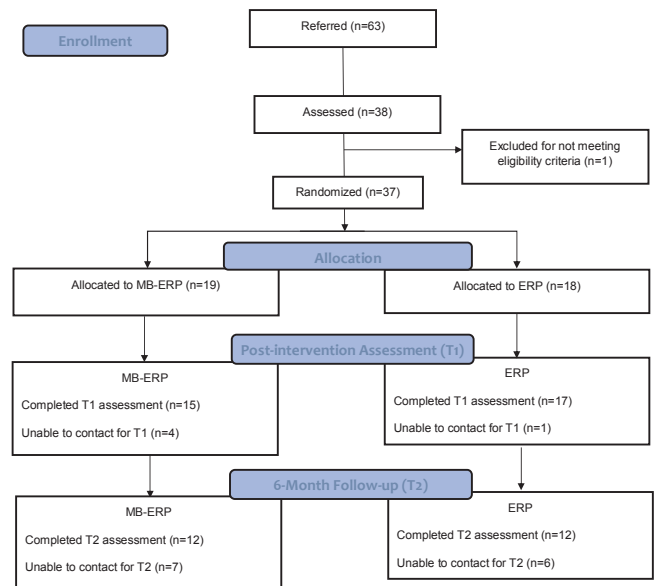 Referred (n=63)
Enrollment
Assessed (n=38)
Excluded for not meeting
eligibility criteria (n=1)
Randomized (n=37)
Allocation
Allocated to MB-ERP (n=19)
Allocated to ERP (n=18)
Post-intervention Assessment (T1)
MB-ERP
Completed T1 assessment (n=15)
Unable to contact for T1 (n=4)
ERP
Completed T1 assessment (n=17)
Unable to contact for T1 (n=1)
6-Month Follow-up (T2)
MB-ERP
Completed T2 assessment (n=12)
Unable to contact for T2 (n=7)
ERP
Completed T2 assessment (n=12)
Unable to contact for T2 (n=6)